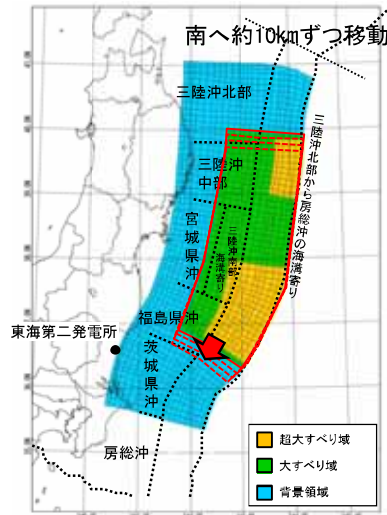 南へ約10kmずつ移動
三陸沖北部
三陸沖北部から房総沖の海溝寄り
三陸沖
中部
宮城県沖
三陸沖南部
海溝寄り
福島県沖
東海第二発電所
茨城県沖
房総沖
超大すべり域
大すべり域
背景領域